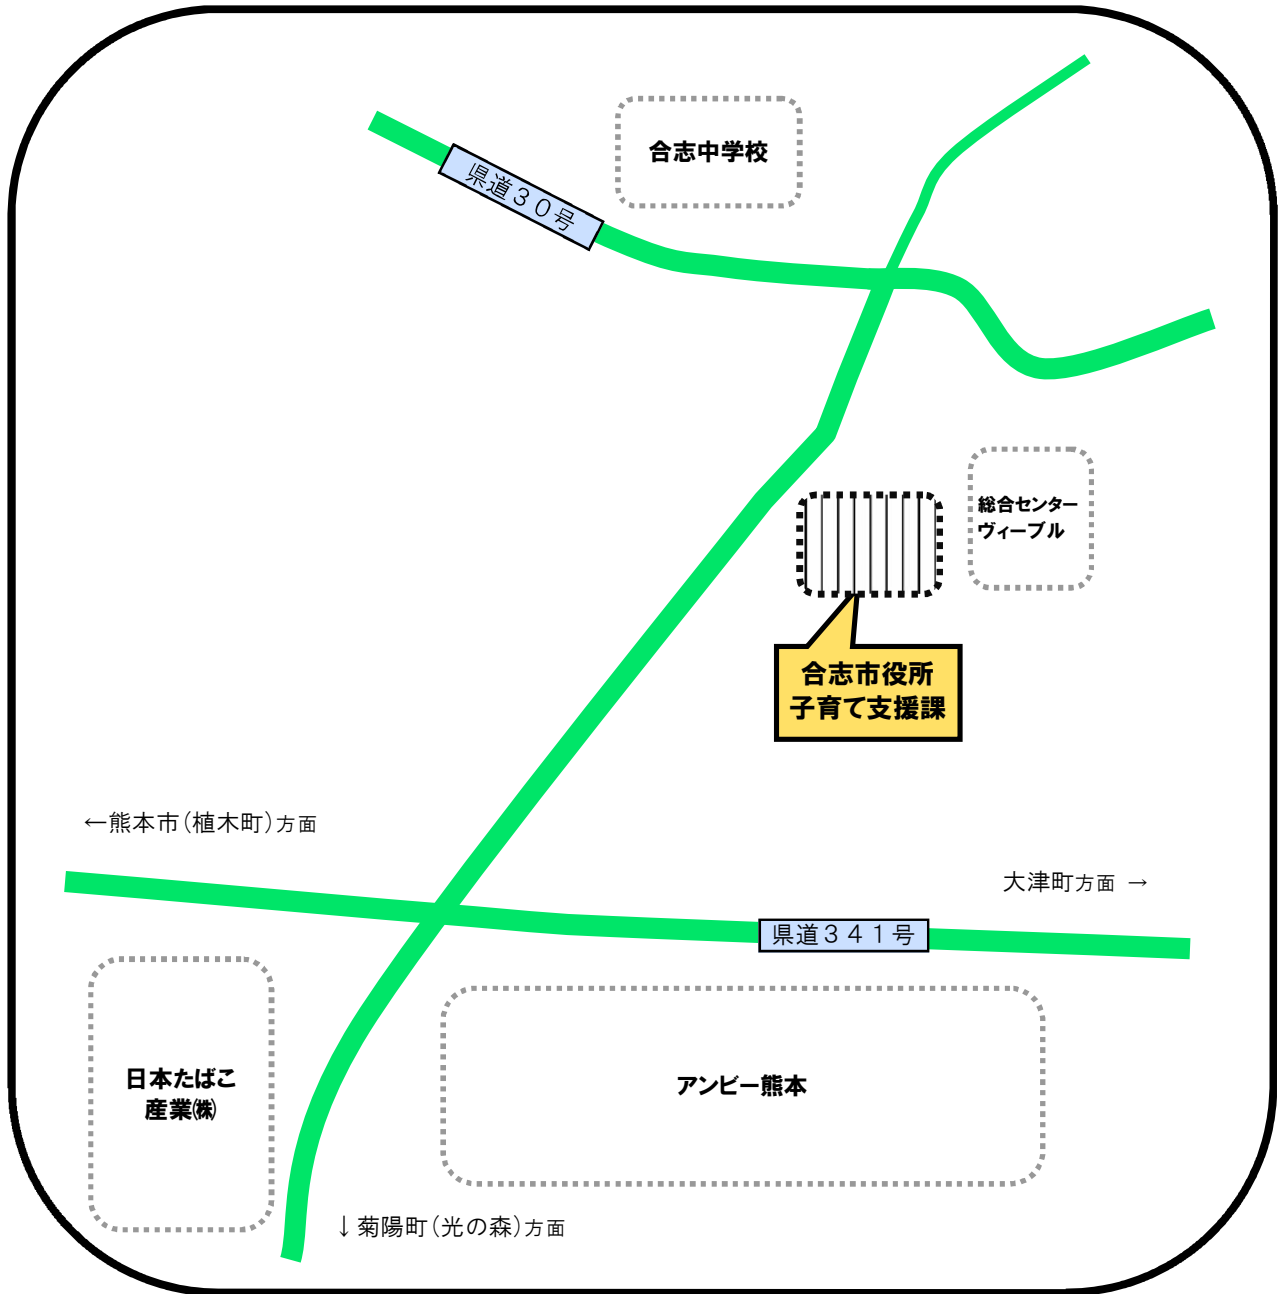 合志中学校
県道３０号
総合センター
ヴィーブル
合志市役所
子育て支援課
←熊本市（植木町）方面
大津町方面 →
県道３４１号
日本たばこ
産業㈱
アンビー熊本
↓菊陽町（光の森）方面